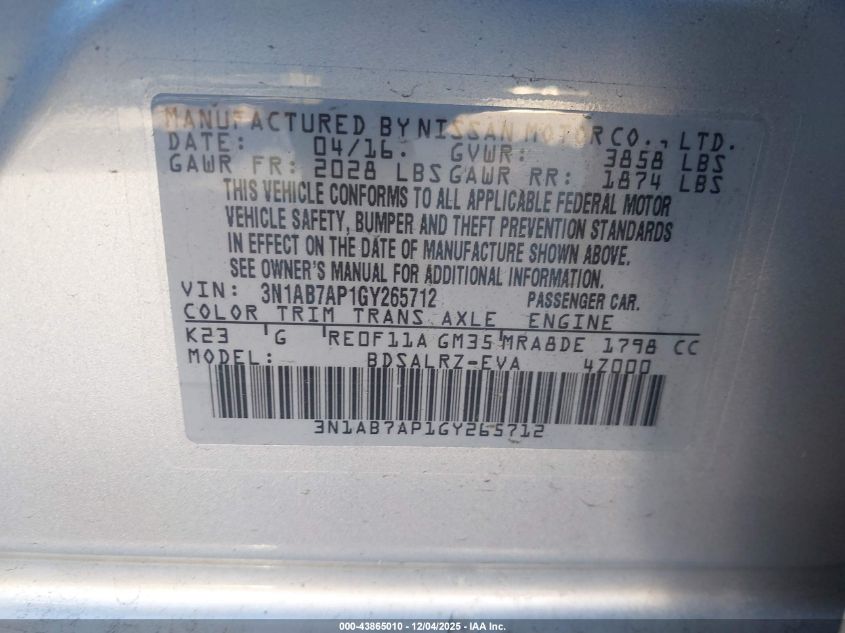 MANUFACTURED BY NISSAN MOTOR CO., LTD.
DATE: 04/16. GVWR: 3858 LBS
GAWR FR: 2028 LBS GAWR RR: 1874 LBS
THIS VEHICLE CONFORMS TO ALL APPLICABLE FEDERAL MOTOR
VEHICLE SAFETY, BUMPER AND THEFT PREVENTION STANDARDS
IN EFFECT ON THE DATE OF MANUFACTURE SHOWN ABOVE.
SEE OWNER'S MANUAL FOR ADDITIONAL INFORMATION.
VIN: 3N1AB7AP1GY265712 PASSENGER CAR.
COLOR TRIM TRANS AXLE ENGINE
K23 G RE0F11A GM35 MRA8DE 1798 CC
MODEL: BDSALRZ-EVA 4Z000
3N1AB7AP1GY265712
000-43865010 - 12/04/2025 - IAA Inc.